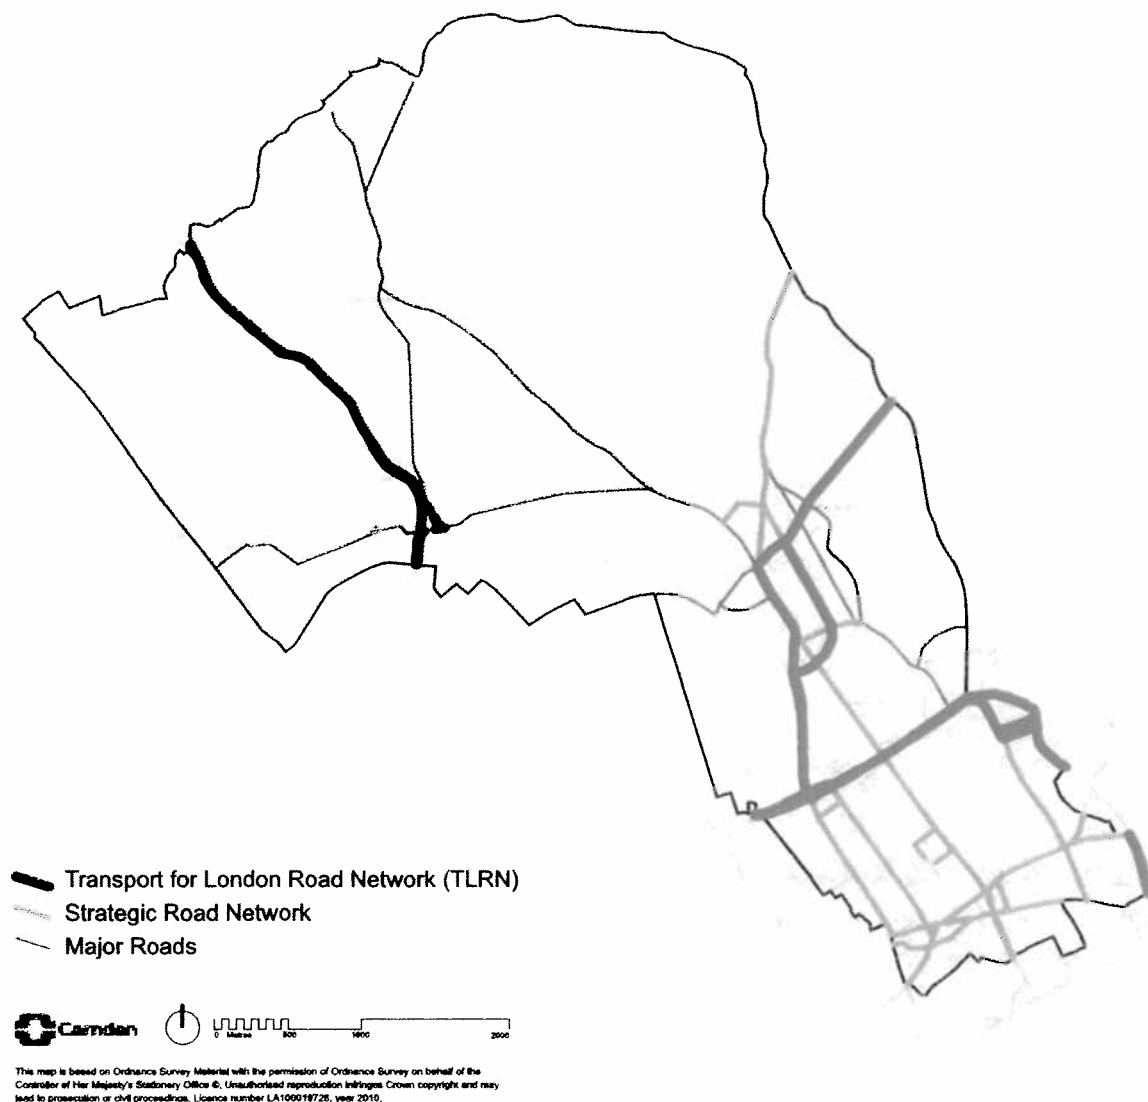 Transport for London Road Network (TLRN)
Strategic Road Network
Major Roads
Camden
0 Metres 500 1000 2000
This map is based on Ordnance Survey Material with the permission of Ordnance Survey on behalf of the
Controller of Her Majesty's Stationery Office ©, Unauthorised reproduction infringes Crown copyright and may
lead to prosecution or civil proceedings. Licence number LA100019726, year 2010.